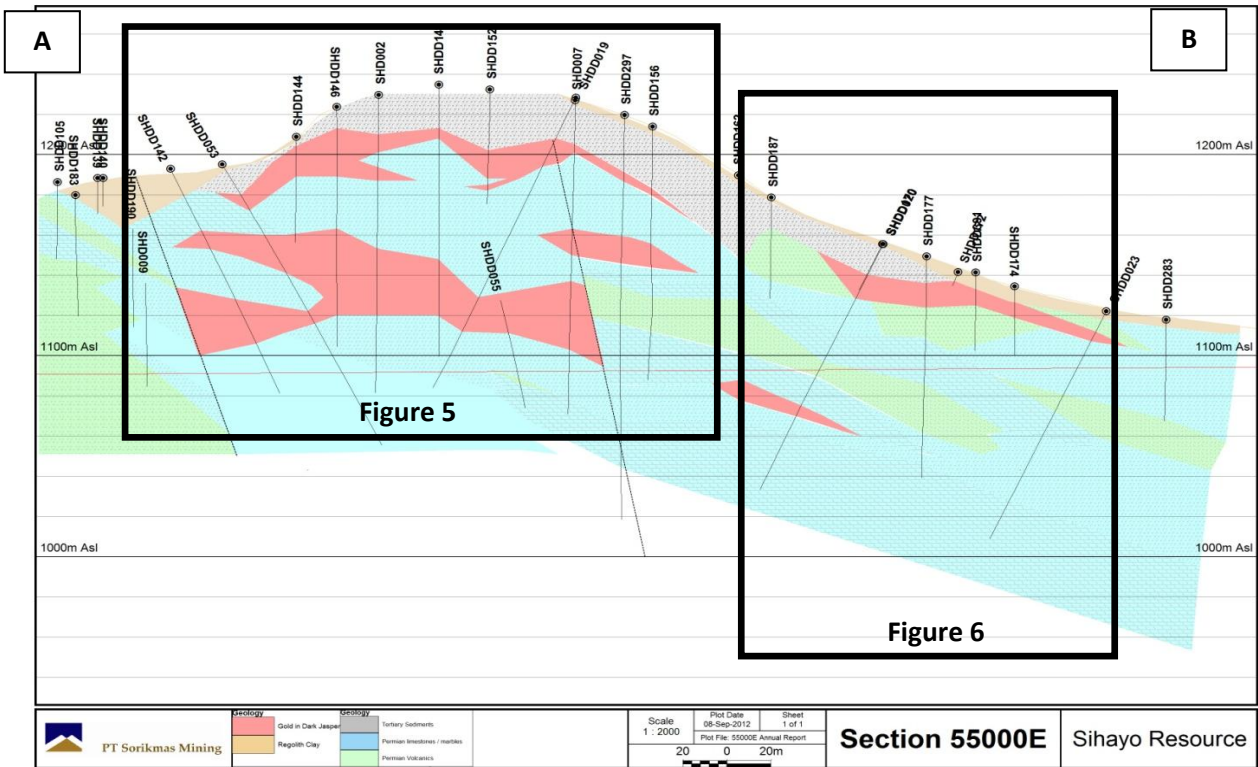 A
B
SHDD105
SHDD183
SHDD190
SHDD009
SHDD142
SHDD053
SHDD144
SHDD146
SHD002
SHDD14
SHDD152
SHD007
SHDD019
SHDD297
SHDD156
SHDD055
SHDD187
SHDD177
SHDD174
SHDD023
SHDD283
1200m Asl
1200m Asl
1100m Asl
1100m Asl
1000m Asl
1000m Asl
Figure 5
Figure 6
PT Sorikmas Mining
Geology
Gold in Dark Jasper
Regolith Clay
Geology
Tertiary Sediments
Permian limestones / marbles
Permian Volcanics
Scale
1 : 2000
Plot Date
08-Sep-2012
Sheet
1 of 1
Plot File: 55000E Annual Report
20 0 20m
Section 55000E
Sihayo Resource